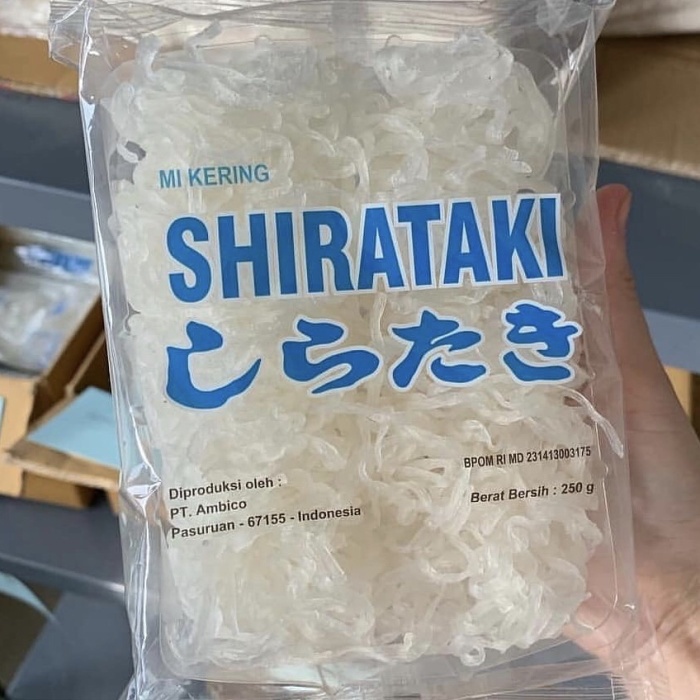 MI KERING
SHIRATAKI
しらたき
BPOM RI MD 231413003175
Berat Bersih : 250 g
Diproduksi oleh :
PT. Ambico
Pasuruan - 67155 - Indonesia